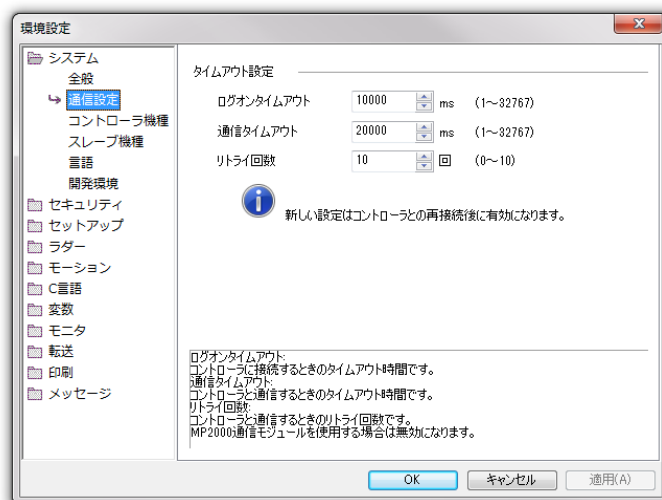 環境設定
システム
全般
通信設定
コントローラ機種
スレーブ機種
言語
開発環境
セキュリティ
セットアップ
ラダー
モーション
C言語
変数
モニタ
転送
印刷
メッセージ
タイムアウト設定
ログオンタイムアウト 10000 ms (1～32767)
通信タイムアウト 20000 ms (1～32767)
リトライ回数 10 回 (0～10)
新しい設定はコントローラとの再接続後に有効になります。
ログオンタイムアウト:
コントローラに接続するときのタイムアウト時間です。
通信タイムアウト:
コントローラと通信するときのタイムアウト時間です。
リトライ回数:
コントローラと通信するときのリトライ回数です。
MP2000通信モジュールを使用する場合は無効になります。
OK キャンセル 適用(A)